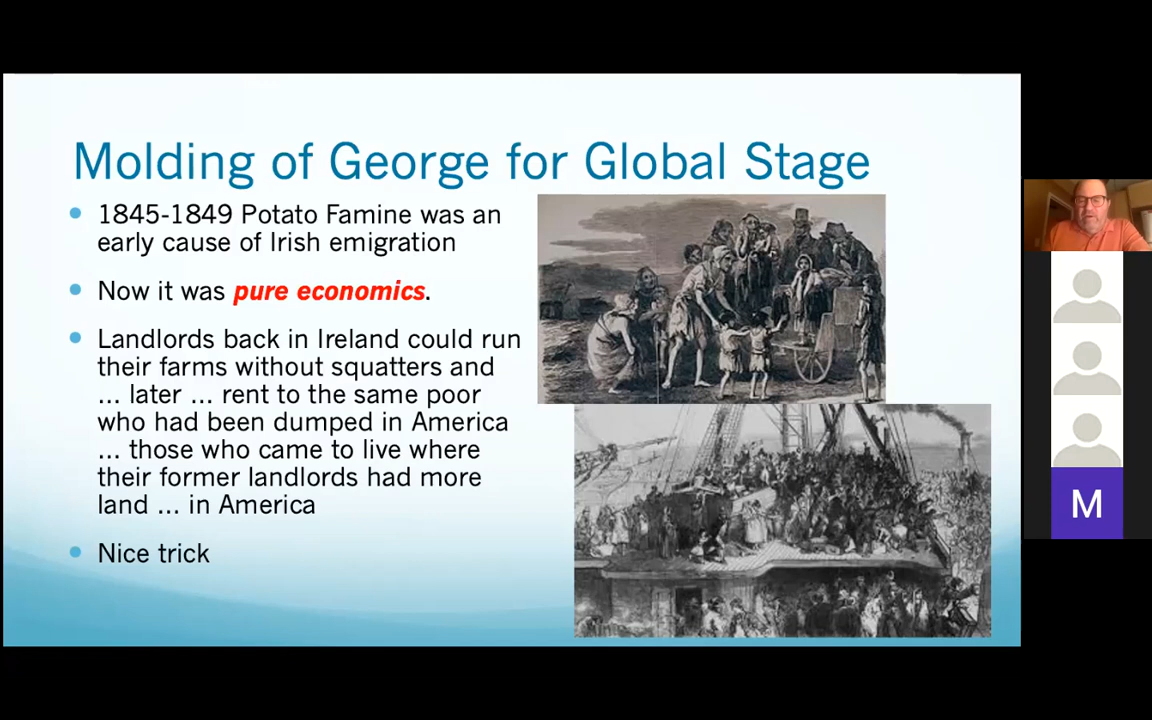 Molding of George for Global Stage
1845-1849 Potato Famine was an
early cause of Irish emigration
Now it was pure economics.
Landlords back in Ireland could run
their farms without squatters and
... later ... rent to the same poor
who had been dumped in America
... those who came to live where
their former landlords had more
land ... in America
Nice trick
M